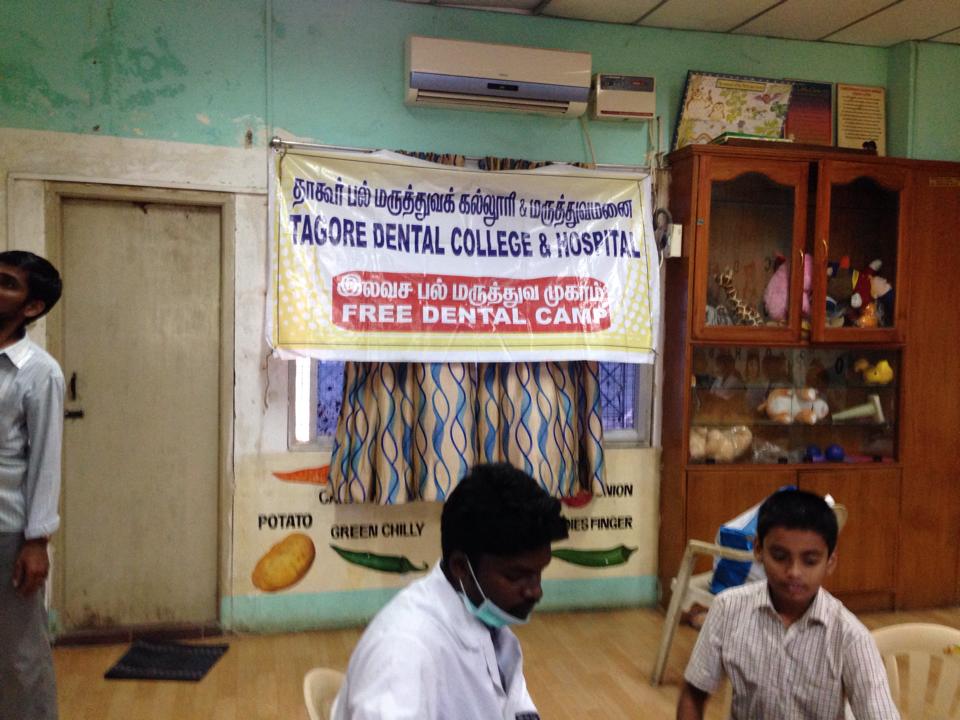 தாகூர் பல் மருத்துவக் கல்லூரி & மருத்துவமனை
TAGORE DENTAL COLLEGE & HOSPITAL
இலவச பல் மருத்துவ முகாம்
FREE DENTAL CAMP
POTATO
GREEN CHILLY